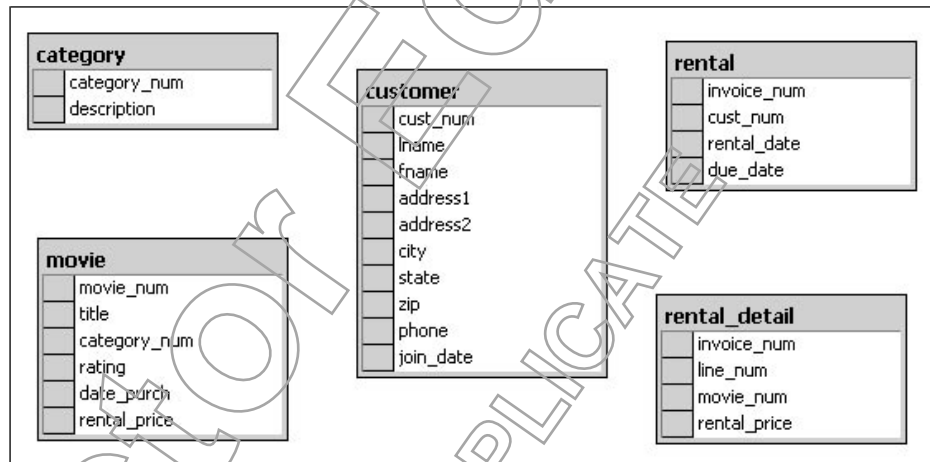 category
category_num
description
customer
cust_num
lname
fname
address1
address2
city
state
zip
phone
join_date
rental
invoice_num
cust_num
rental_date
due_date
movie
movie_num
title
category_num
rating
date_purch
rental_price
rental_detail
invoice_num
line_num
movie_num
rental_price